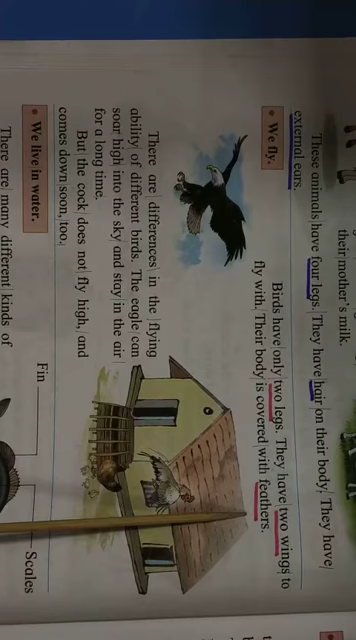 their mother's milk.
These animals have four legs. They have hair on their body. They have
external ears.
• We fly.
Birds have only two legs. They have two wings to
fly with. Their body is covered with feathers.
There are differences in the flying
ability of different birds. The eagle can
soar high into the sky and stay in the air
for a long time.
But the cock does not fly high, and
comes down soon, too.
• We live in water.
There are many different kinds of
Fin
Scales